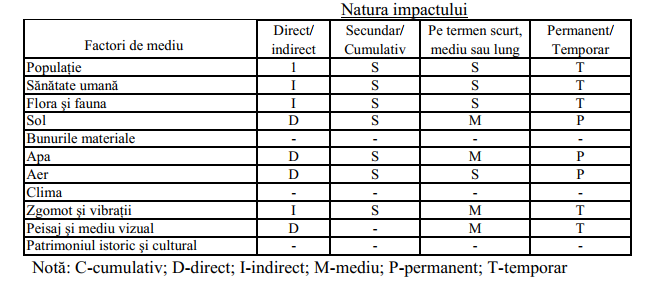 Natura impactului
Factori de mediu Direct/ indirect Secundar/ Cumulativ Pe termen scurt, mediu sau lung Permanent/ Temporar
Populație 1 S S T
Sănătate umană I S S T
Flora și fauna I S S T
Sol D S M P
Bunurile materiale - - - -
Apa D S M P
Aer D S S P
Clima - - - -
Zgomot și vibrații I S M T
Peisaj și mediu vizual D - M T
Patrimoniul istoric și cultural - - - -
Notă: C-cumulativ; D-direct; I-indirect; M-mediu; P-permanent; T-temporar